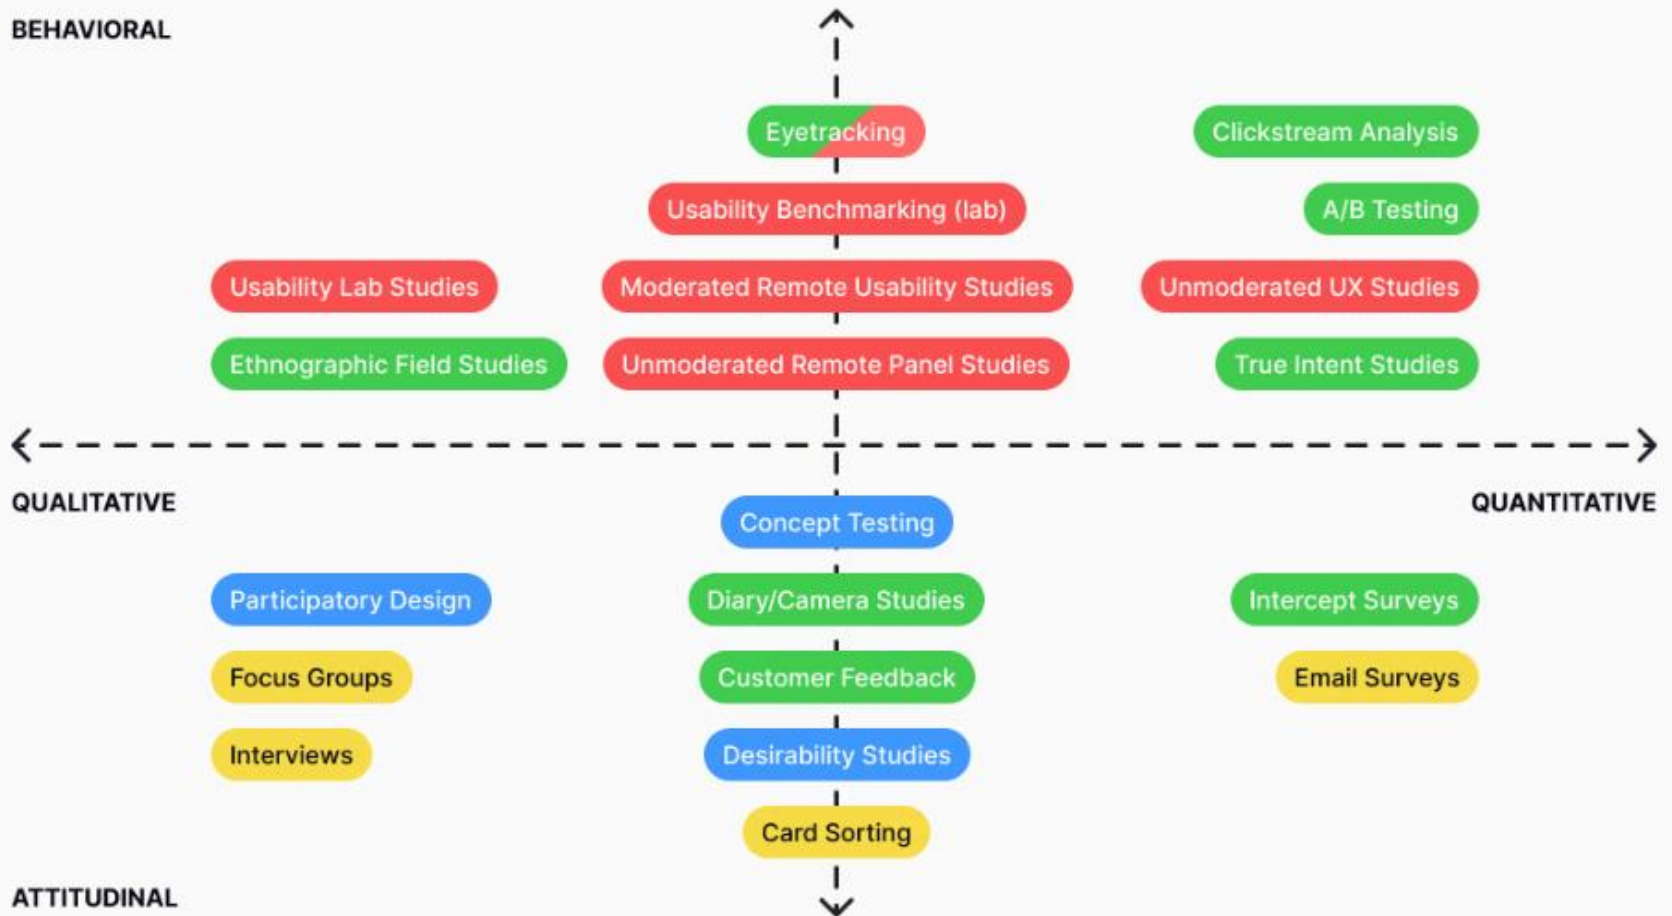 BEHAVIORAL
Eyetracking
Clickstream Analysis
Usability Benchmarking (lab)
A/B Testing
Usability Lab Studies
Moderated Remote Usability Studies
Unmoderated UX Studies
Ethnographic Field Studies
Unmoderated Remote Panel Studies
True Intent Studies
QUALITATIVE
QUANTITATIVE
Concept Testing
Participatory Design
Diary/Camera Studies
Intercept Surveys
Focus Groups
Customer Feedback
Email Surveys
Interviews
Desirability Studies
Card Sorting
ATTITUDINAL